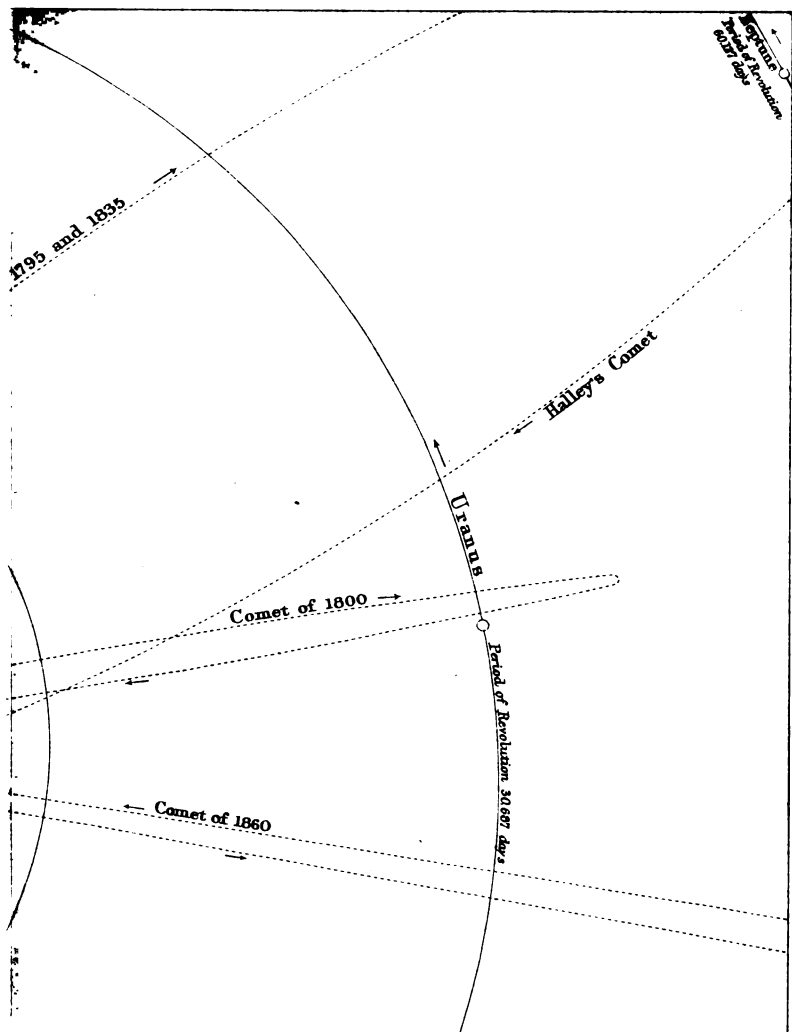 Neptune
Period of Revolution
60.127 days
1795 and 1835
Halley's Comet
Uranus
Comet of 1800
Period of Revolution 30.687 days
Comet of 1860